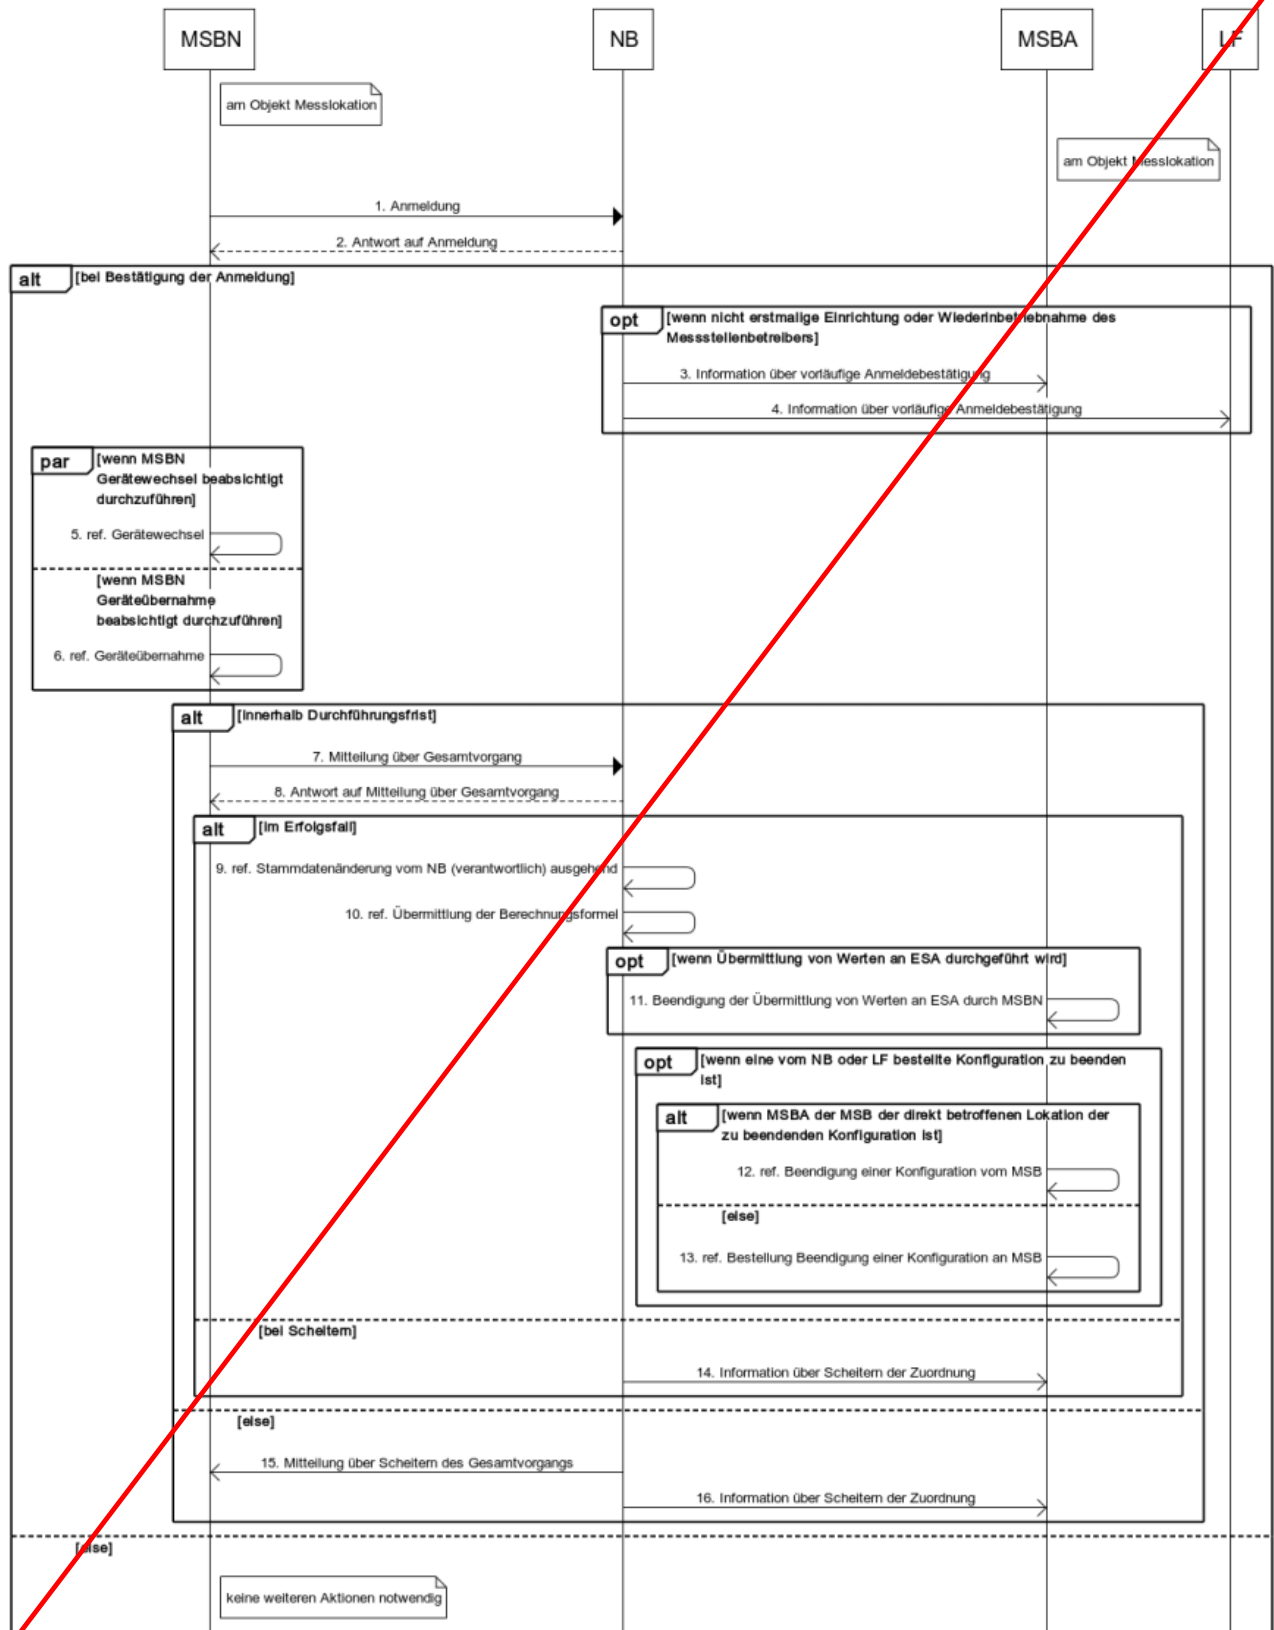 MSBN
NB
MSBA
LF
am Objekt Messlokation
am Objekt Messlokation
1. Anmeldung
2. Antwort auf Anmeldung
alt
[bei Bestätigung der Anmeldung]
opt
[wenn nicht erstmalige Einrichtung oder Wiederinbetriebnahme des
Messstellenbetreibers]
3. Information über vorläufige Anmeldebestätigung
4. Information über vorläufige Anmeldebestätigung
par
[wenn MSBN
Gerätewechsel beabsichtigt
durchzuführen]
5. ref. Gerätewechsel
[wenn MSBN
Geräteübernahme
beabsichtigt durchzuführen]
6. ref. Geräteübernahme
alt
[innerhalb Durchführungsfrist]
7. Mitteilung über Gesamtvorgang
8. Antwort auf Mitteilung über Gesamtvorgang
alt
[im Erfolgsfall]
9. ref. Stammdatenänderung vom NB (verantwortlich) ausgehend
10. ref. Übermittlung der Berechnungsformel
opt
[wenn Übermittlung von Werten an ESA durchgeführt wird]
11. Beendigung der Übermittlung von Werten an ESA durch MSBN
opt
[wenn eine vom NB oder LF bestellte Konfiguration zu beenden
ist]
alt
[wenn MSBA der MSB der direkt betroffenen Lokation der
zu beendenden Konfiguration ist]
12. ref. Beendigung einer Konfiguration vom MSB
[else]
13. ref. Bestellung Beendigung einer Konfiguration an MSB
[bei Scheitern]
14. Information über Scheitern der Zuordnung
[else]
15. Mitteilung über Scheitern des Gesamtvorgangs
16. Information über Scheitern der Zuordnung
[else]
keine weiteren Aktionen notwendig